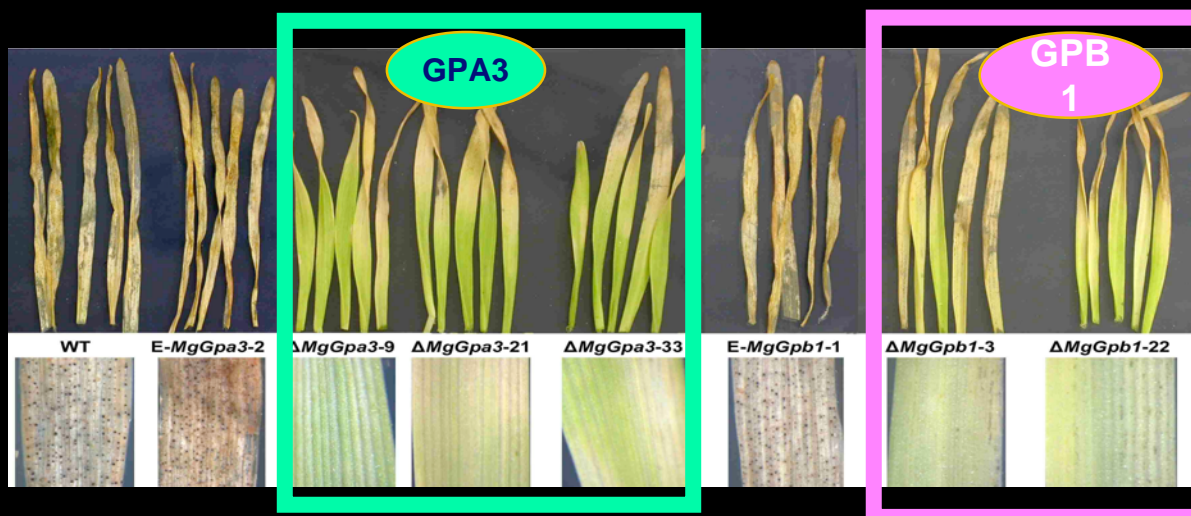 GPA3
GPB
1
WT
E-MgGpa3-2
ΔMgGpa3-9
ΔMgGpa3-21
ΔMgGpa3-33
E-MgGpb1-1
ΔMgGpb1-3
ΔMgGpb1-22